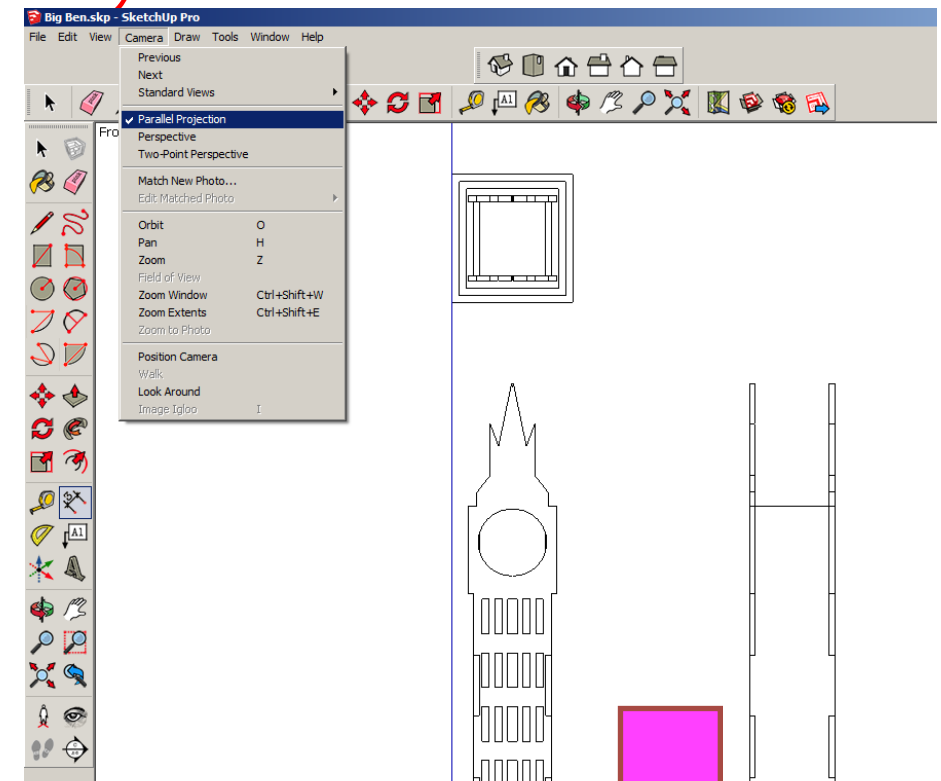 Big Ben.skp - SketchUp Pro
File Edit View Camera Draw Tools Window Help
Previous
Next
Standard Views
Parallel Projection
Perspective
Two-Point Perspective
Match New Photo...
Edit Matched Photo
Orbit O
Pan H
Zoom Z
Field of View
Zoom Window Ctrl+Shift+W
Zoom Extents Ctrl+Shift+E
Zoom to Photo
Position Camera
Walk
Look Around
Image Igloo I
A1
Fro
A1